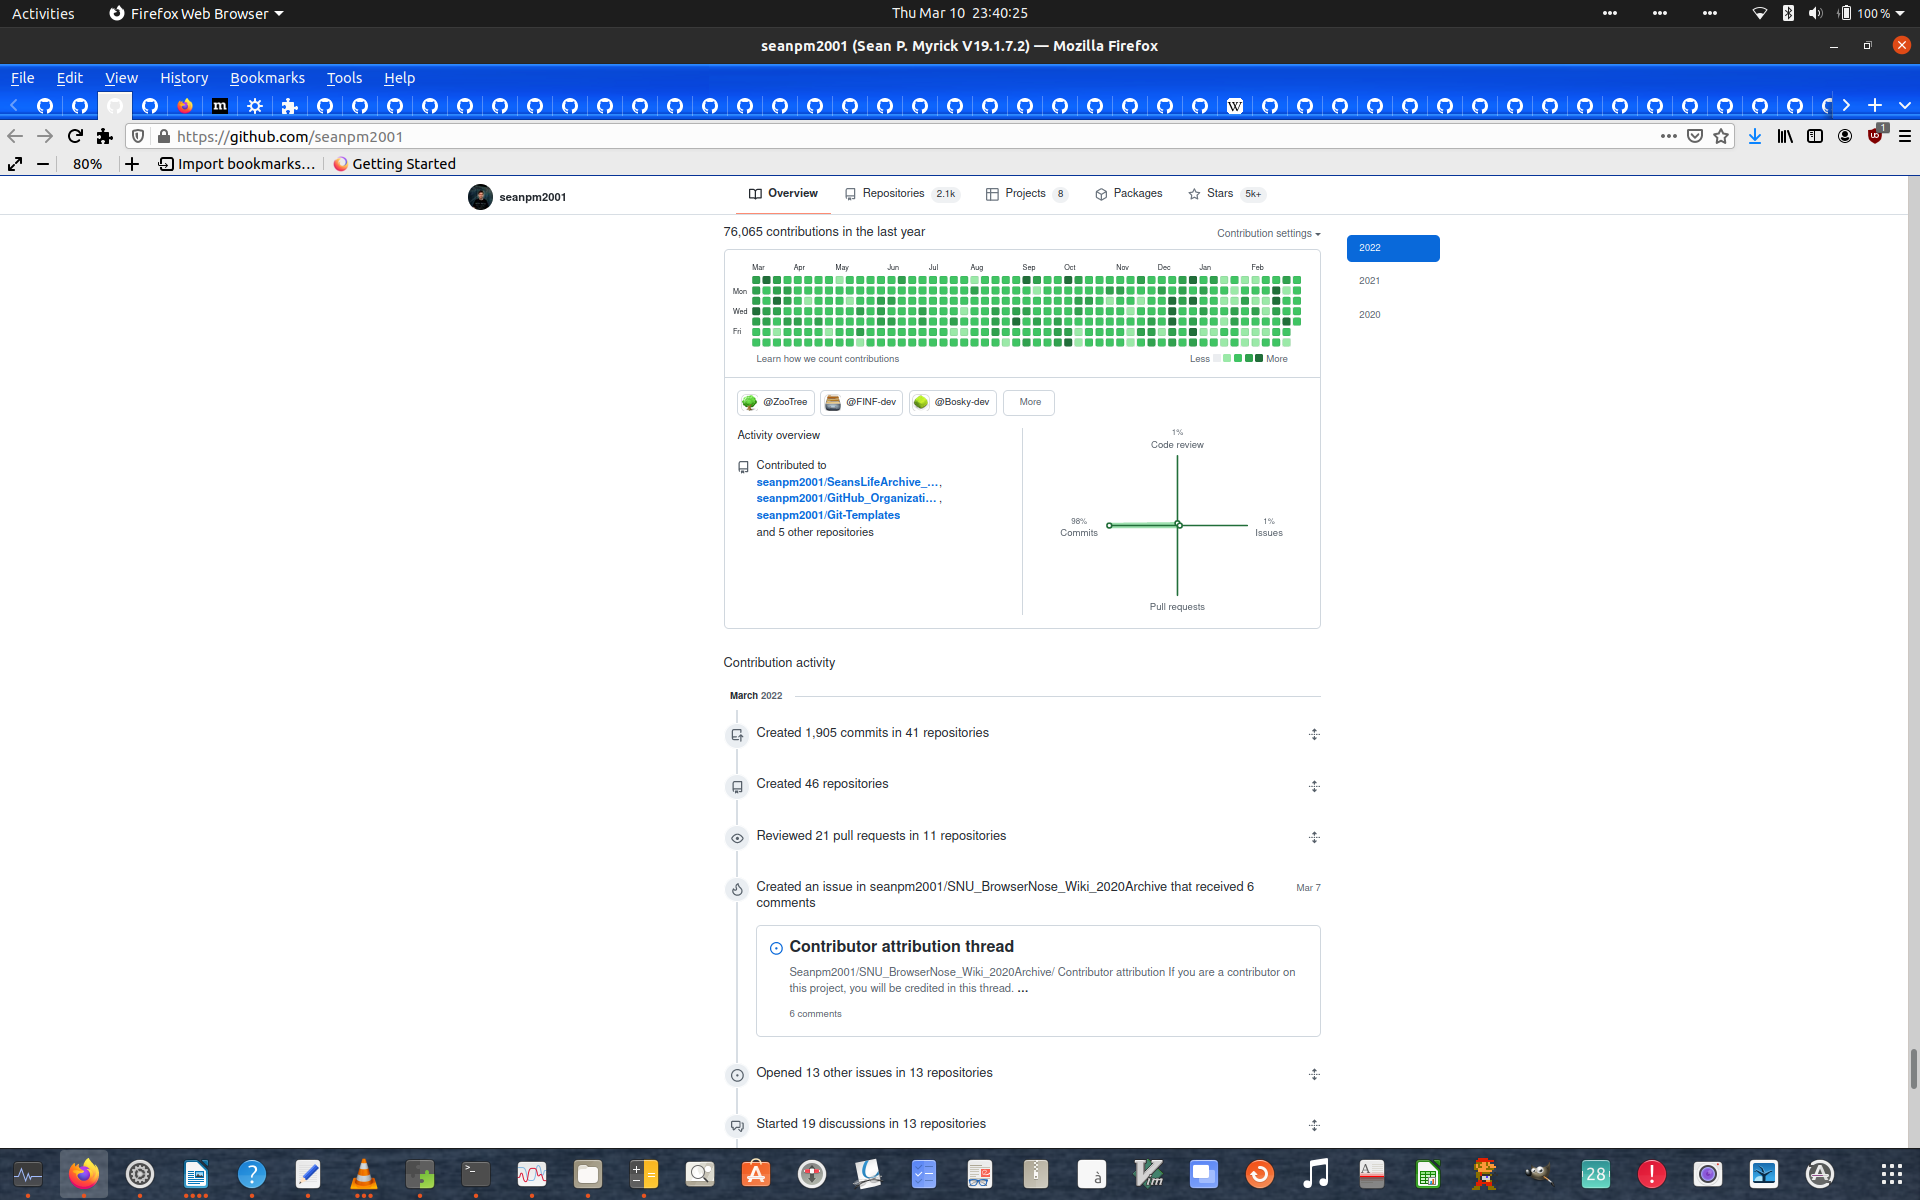 Activities
Firefox Web Browser
Thu Mar 10 23:40:25
100 %
seanpm2001 (Sean P. Myrick V19.1.7.2) — Mozilla Firefox
File Edit View History Bookmarks Tools Help
m
W
https://github.com/seanpm2001
1
80%
Import bookmarks…
Getting Started
seanpm2001
Overview
Repositories 2.1k
Projects 8
Packages
Stars 5k+
76,065 contributions in the last year
Contribution settings
2022
2021
2020
Mar Apr May Jun Jul Aug Sep Oct Nov Dec Jan Feb
Mon
Wed
Fri
Learn how we count contributions
Less
More
@ZooTree
@FINF-dev
@Bosky-dev
More
Activity overview
Contributed to
seanpm2001/SeansLifeArchive_… ,
seanpm2001/GitHub_Organizati… ,
seanpm2001/Git-Templates
and 5 other repositories
1%
Code review
98%
Commits
1%
Issues
Pull requests
Contribution activity
March 2022
Created 1,905 commits in 41 repositories
Created 46 repositories
Reviewed 21 pull requests in 11 repositories
Created an issue in seanpm2001/SNU_BrowserNose_Wiki_2020Archive that received 6
comments
Mar 7
Contributor attribution thread
Seanpm2001/SNU_BrowserNose_Wiki_2020Archive/ Contributor attribution If you are a contributor on
this project, you will be credited in this thread. …
6 comments
Opened 13 other issues in 13 repositories
Started 19 discussions in 13 repositories
28